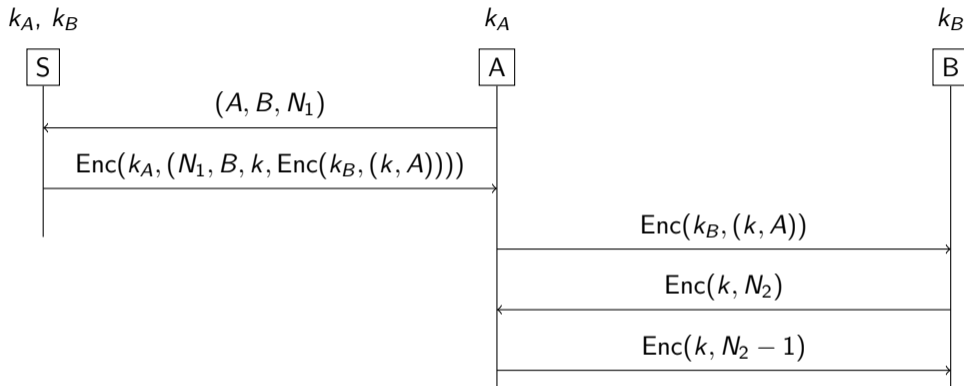 k_A, k_B
k_A
k_B
S
A
B
(A, B, N_1)
Enc(k_A, (N_1, B, k, Enc(k_B, (k, A))))
Enc(k_B, (k, A))
Enc(k, N_2)
Enc(k, N_2 − 1)